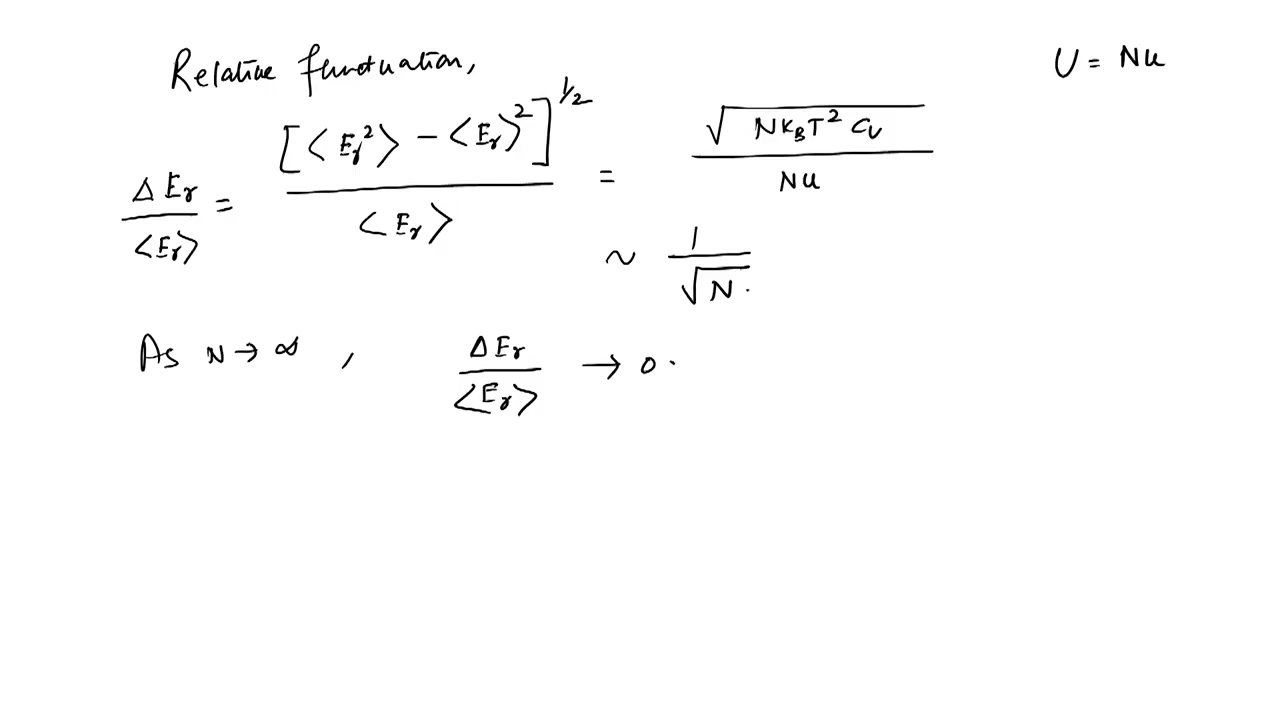 Relative fluctuation,
U = Nu
ΔE_r / <E_r> = [<E_r^2> - <E_r>^2]^{1/2} / <E_r> = √(N K_B T^2 C_V) / Nu
~ 1 / √N .
As N → ∞ , ΔE_r / <E_r> → 0 .